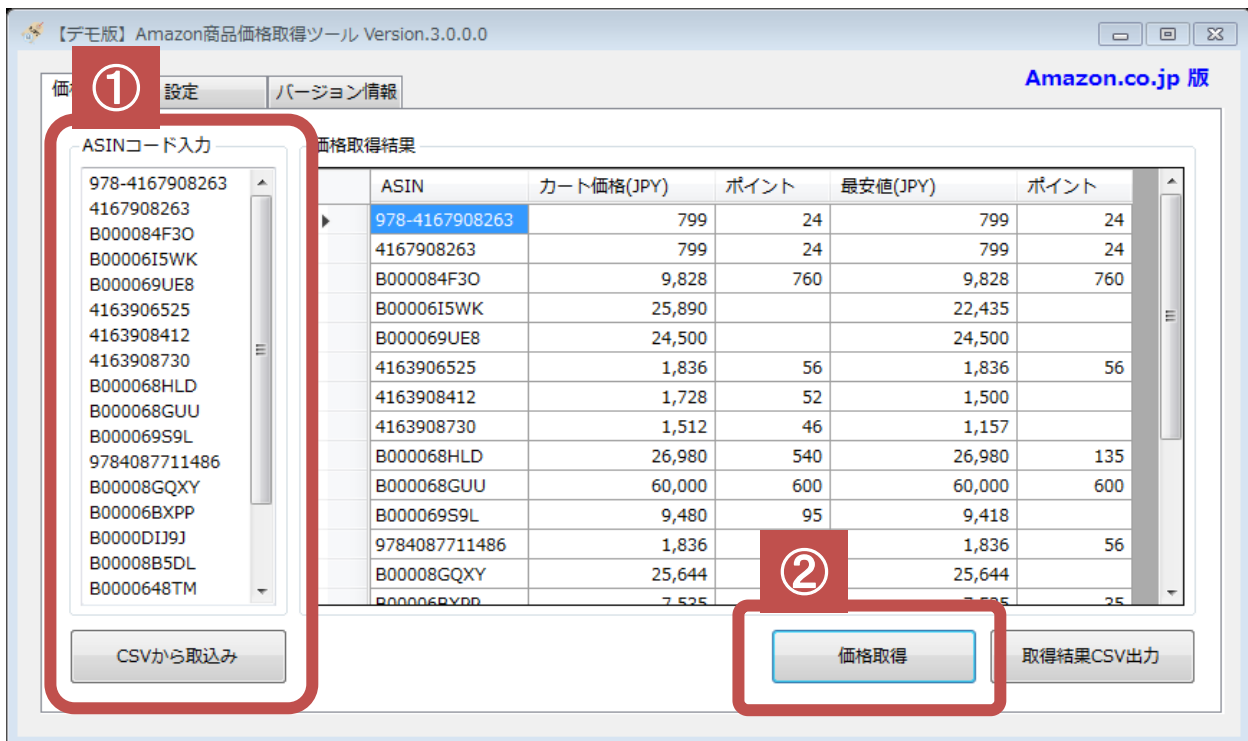 【デモ版】Amazon商品価格取得ツール Version.3.0.0.0
Amazon.co.jp 版
①
設定
バージョン情報
ASINコード入力
978-4167908263
4167908263
B000084F3O
B00006I5WK
B000069UE8
4163906525
4163908412
4163908730
B000068HLD
B000068GUU
B000069S9L
9784087711486
B00008GQXY
B00006BXPP
B0000DIJ9J
B00008B5DL
B0000648TM
CSVから取込み
価格取得結果
ASIN カート価格(JPY) ポイント 最安値(JPY) ポイント
978-4167908263 799 24 799 24
4167908263 799 24 799 24
B000084F3O 9,828 760 9,828 760
B00006I5WK 25,890 22,435
B000069UE8 24,500 24,500
4163906525 1,836 56 1,836 56
4163908412 1,728 52 1,500
4163908730 1,512 46 1,157
B000068HLD 26,980 540 26,980 135
B000068GUU 60,000 600 60,000 600
B000069S9L 9,480 95 9,418
9784087711486 1,836 1,836 56
B00008GQXY 25,644 25,644
B00006BXPP 7,535
②
価格取得
取得結果CSV出力